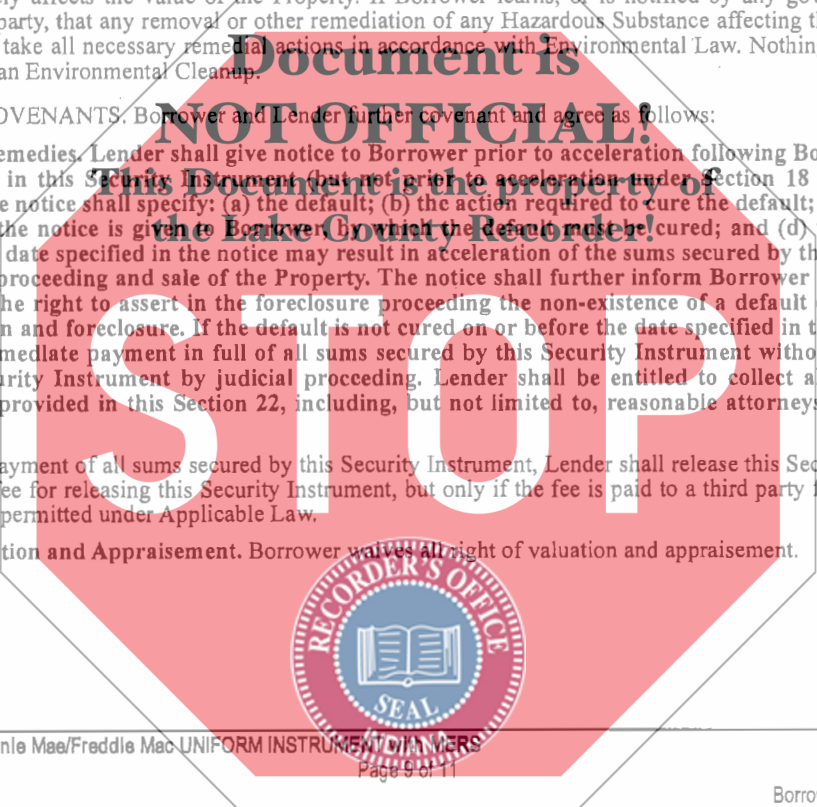 ely affects the value of the Property. If Borrower learns, or is notified by any gov
party, that any removal or other remediation of any Hazardous Substance affecting th
take all necessary remedial actions in accordance with Environmental Law. Nothing
an Environmental Cleanup.
Document is
NOT OFFICIAL!
OVENANTS. Borrower and Lender further covenant and agree as follows:
emedies. Lender shall give notice to Borrower prior to acceleration following Bo
This Document is the property of
in this Security Instrument (but not prior to acceleration under Section 18
e notice shall specify: (a) the default; (b) the action required to cure the default;
the Lake County Recorder!
the notice is given to Borrower, by which the default must be cured; and (d)
date specified in the notice may result in acceleration of the sums secured by th
proceeding and sale of the Property. The notice shall further inform Borrower
he right to assert in the foreclosure proceeding the non-existence of a default
n and foreclosure. If the default is not cured on or before the date specified in t
mediate payment in full of all sums secured by this Security Instrument witho
urity Instrument by judicial proceeding. Lender shall be entitled to collect a
provided in this Section 22, including, but not limited to, reasonable attorneys
STOP
ayment of all sums secured by this Security Instrument, Lender shall release this Sec
ee for releasing this Security Instrument, but only if the fee is paid to a third party f
permitted under Applicable Law.
tion and Appraisement. Borrower waives all right of valuation and appraisement.
RECORDER'S OFFICE
SEAL
INDIANA
nie Mae/Freddie Mac UNIFORM INSTRUMENT with MERS
Page 9 of 11
Borro